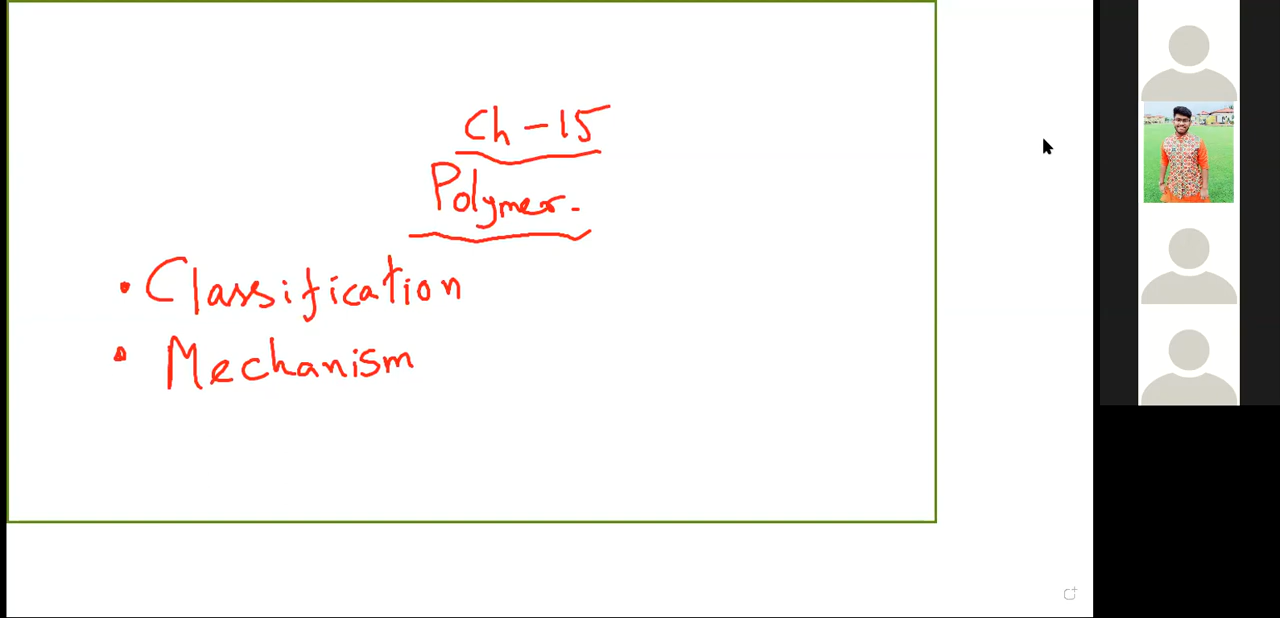 Ch - 15
Polymer.
• Classification
• Mechanism